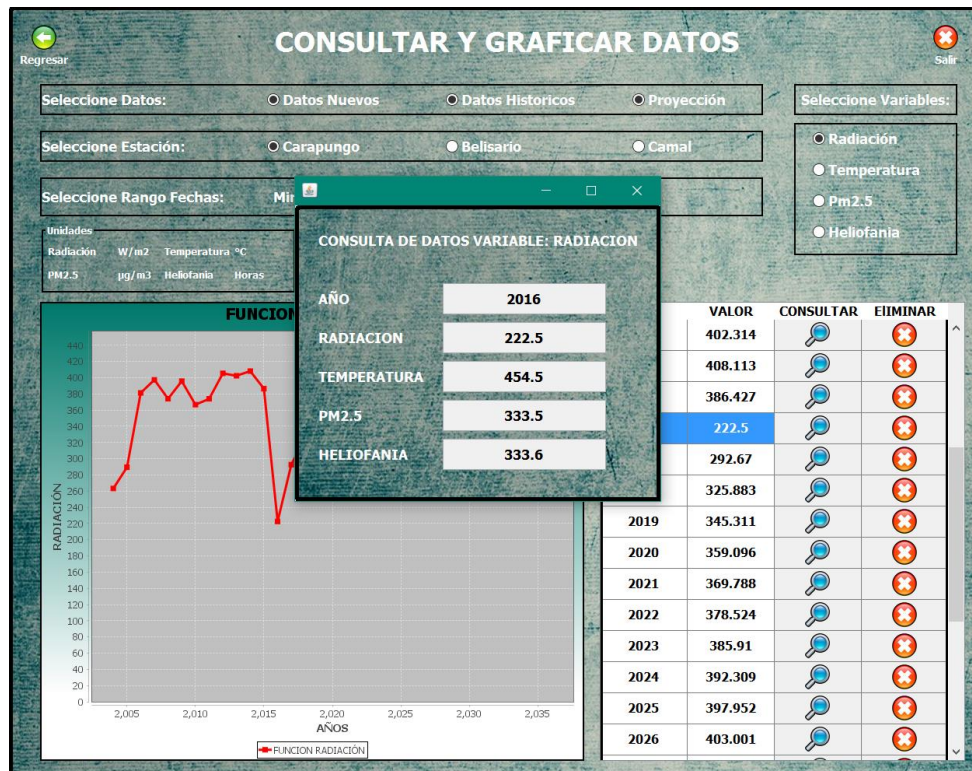 CONSULTAR Y GRAFICAR DATOS
Regresar
Salir
Seleccione Datos: Datos Nuevos Datos Historicos Proyección
Seleccione Variables:
Radiación
Temperatura
Pm2.5
Heliofania
Seleccione Estación: Carapungo Belisario Camal
Seleccione Rango Fechas:
Unidades
Radiación W/m2 Temperatura °C
PM2.5 µg/m3 Heliofania Horas
CONSULTA DE DATOS VARIABLE: RADIACION
AÑO 2016
RADIACION 222.5
TEMPERATURA 454.5
PM2.5 333.5
HELIOFANIA 333.6
FUNCION
440
420
400
380
360
340
320
300
280
260
240
220
200
180
160
140
120
100
80
60
40
20
0
RADIACIÓN
2,005 2,010 2,015 2,020 2,025 2,030 2,035
AÑOS
FUNCION RADIACIÓN
VALOR CONSULTAR ElIMINAR
402.314
408.113
386.427
222.5
292.67
325.883
2019 345.311
2020 359.096
2021 369.788
2022 378.524
2023 385.91
2024 392.309
2025 397.952
2026 403.001